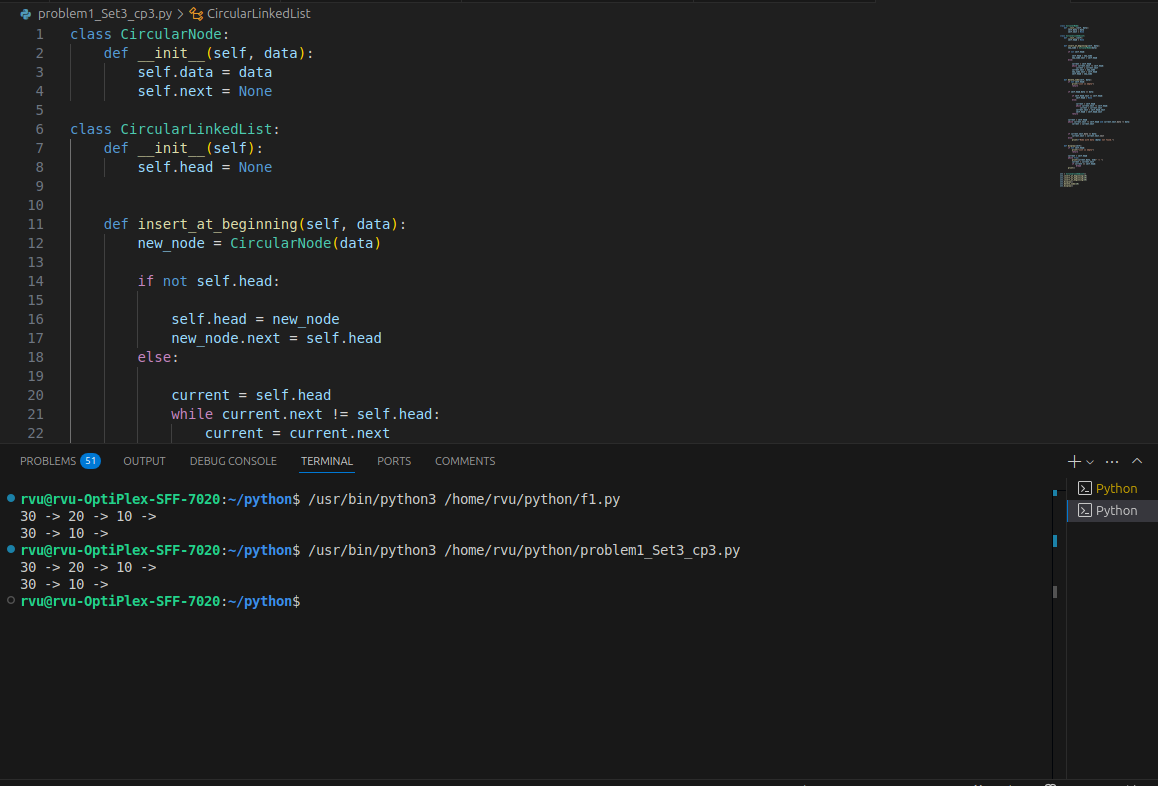 problem1_Set3_cp3.py > CircularLinkedList
1 class CircularNode:
2     def __init__(self, data):
3         self.data = data
4         self.next = None
5
6 class CircularLinkedList:
7     def __init__(self):
8         self.head = None
9
10
11     def insert_at_beginning(self, data):
12         new_node = CircularNode(data)
13
14         if not self.head:
15
16             self.head = new_node
17             new_node.next = self.head
18         else:
19
20             current = self.head
21             while current.next != self.head:
22                 current = current.next
PROBLEMS 51 OUTPUT DEBUG CONSOLE TERMINAL PORTS COMMENTS
rvu@rvu-OptiPlex-SFF-7020:~/python$ /usr/bin/python3 /home/rvu/python/f1.py
30 -> 20 -> 10 ->
30 -> 10 ->
rvu@rvu-OptiPlex-SFF-7020:~/python$ /usr/bin/python3 /home/rvu/python/problem1_Set3_cp3.py
30 -> 20 -> 10 ->
30 -> 10 ->
rvu@rvu-OptiPlex-SFF-7020:~/python$
Python
Python